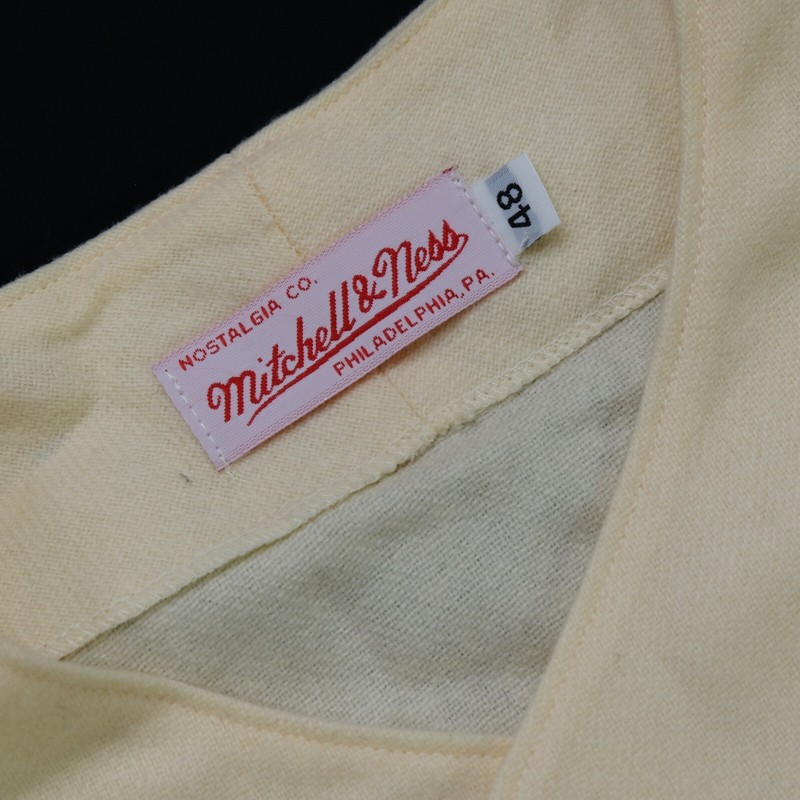 NOSTALGIA CO.
Mitchell & Ness
PHILADELPHIA, PA.
48